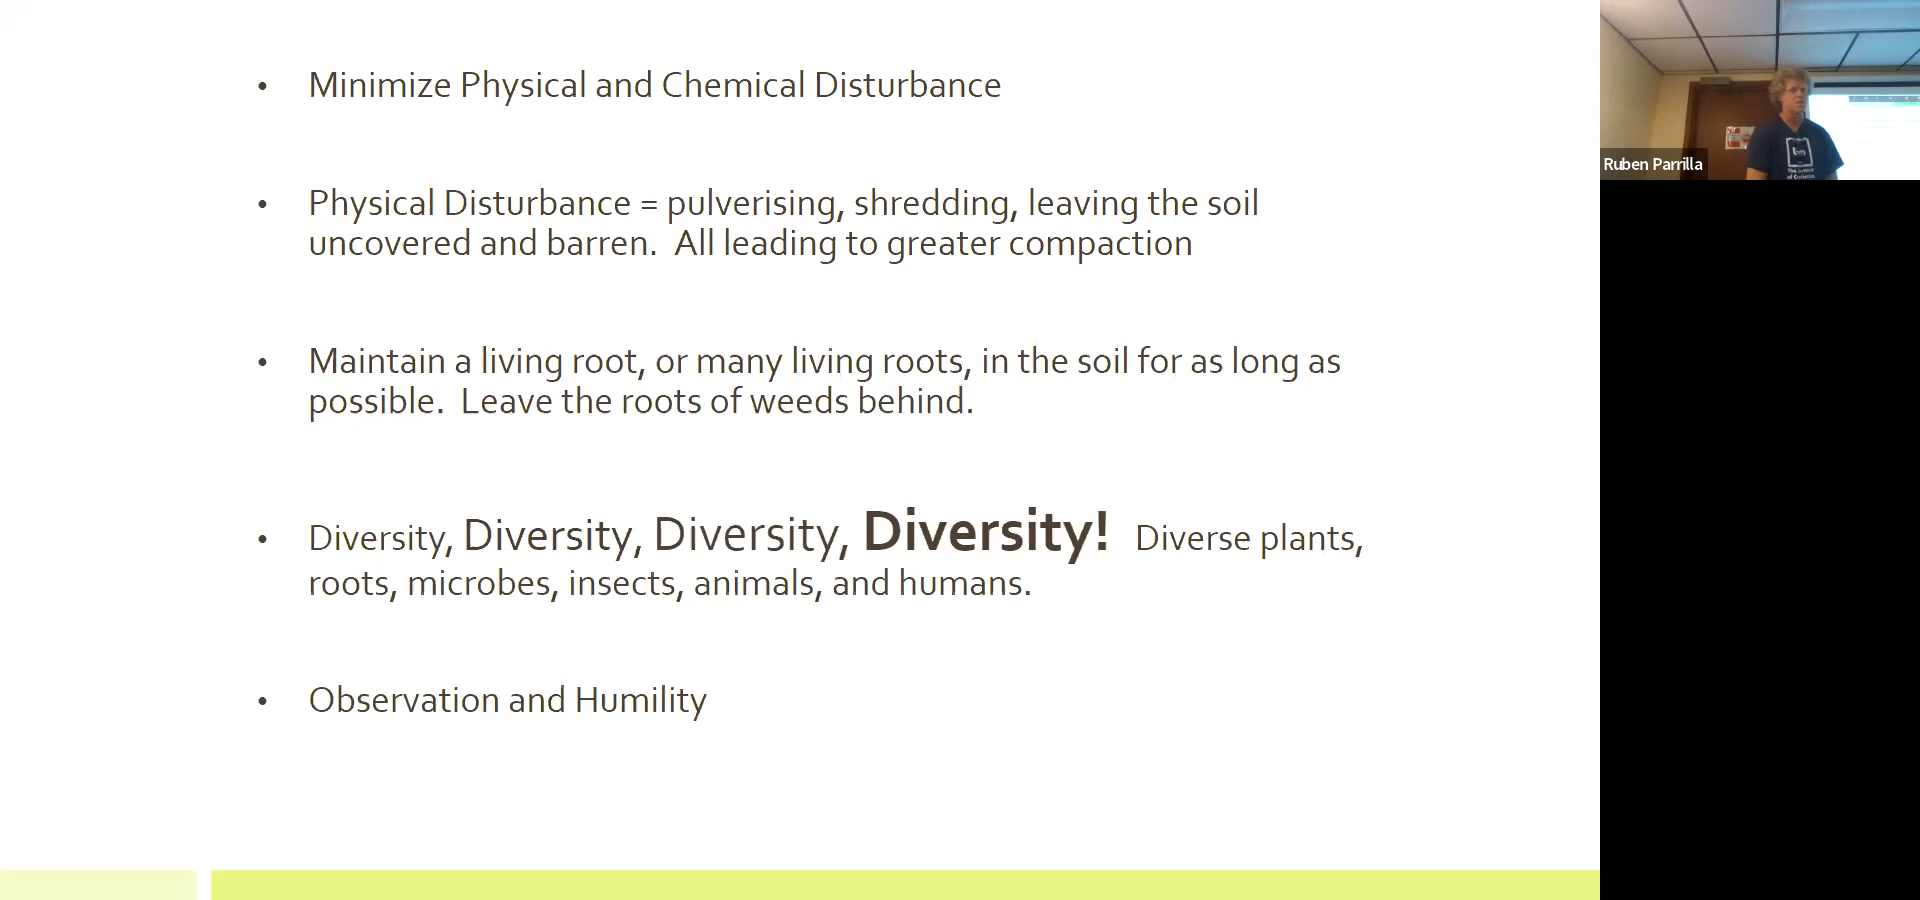 • Minimize Physical and Chemical Disturbance
• Physical Disturbance = pulverising, shredding, leaving the soil
uncovered and barren.  All leading to greater compaction
• Maintain a living root, or many living roots, in the soil for as long as
possible.  Leave the roots of weeds behind.
• Diversity, Diversity, Diversity, Diversity!  Diverse plants,
roots, microbes, insects, animals, and humans.
• Observation and Humility
Ruben Parrilla